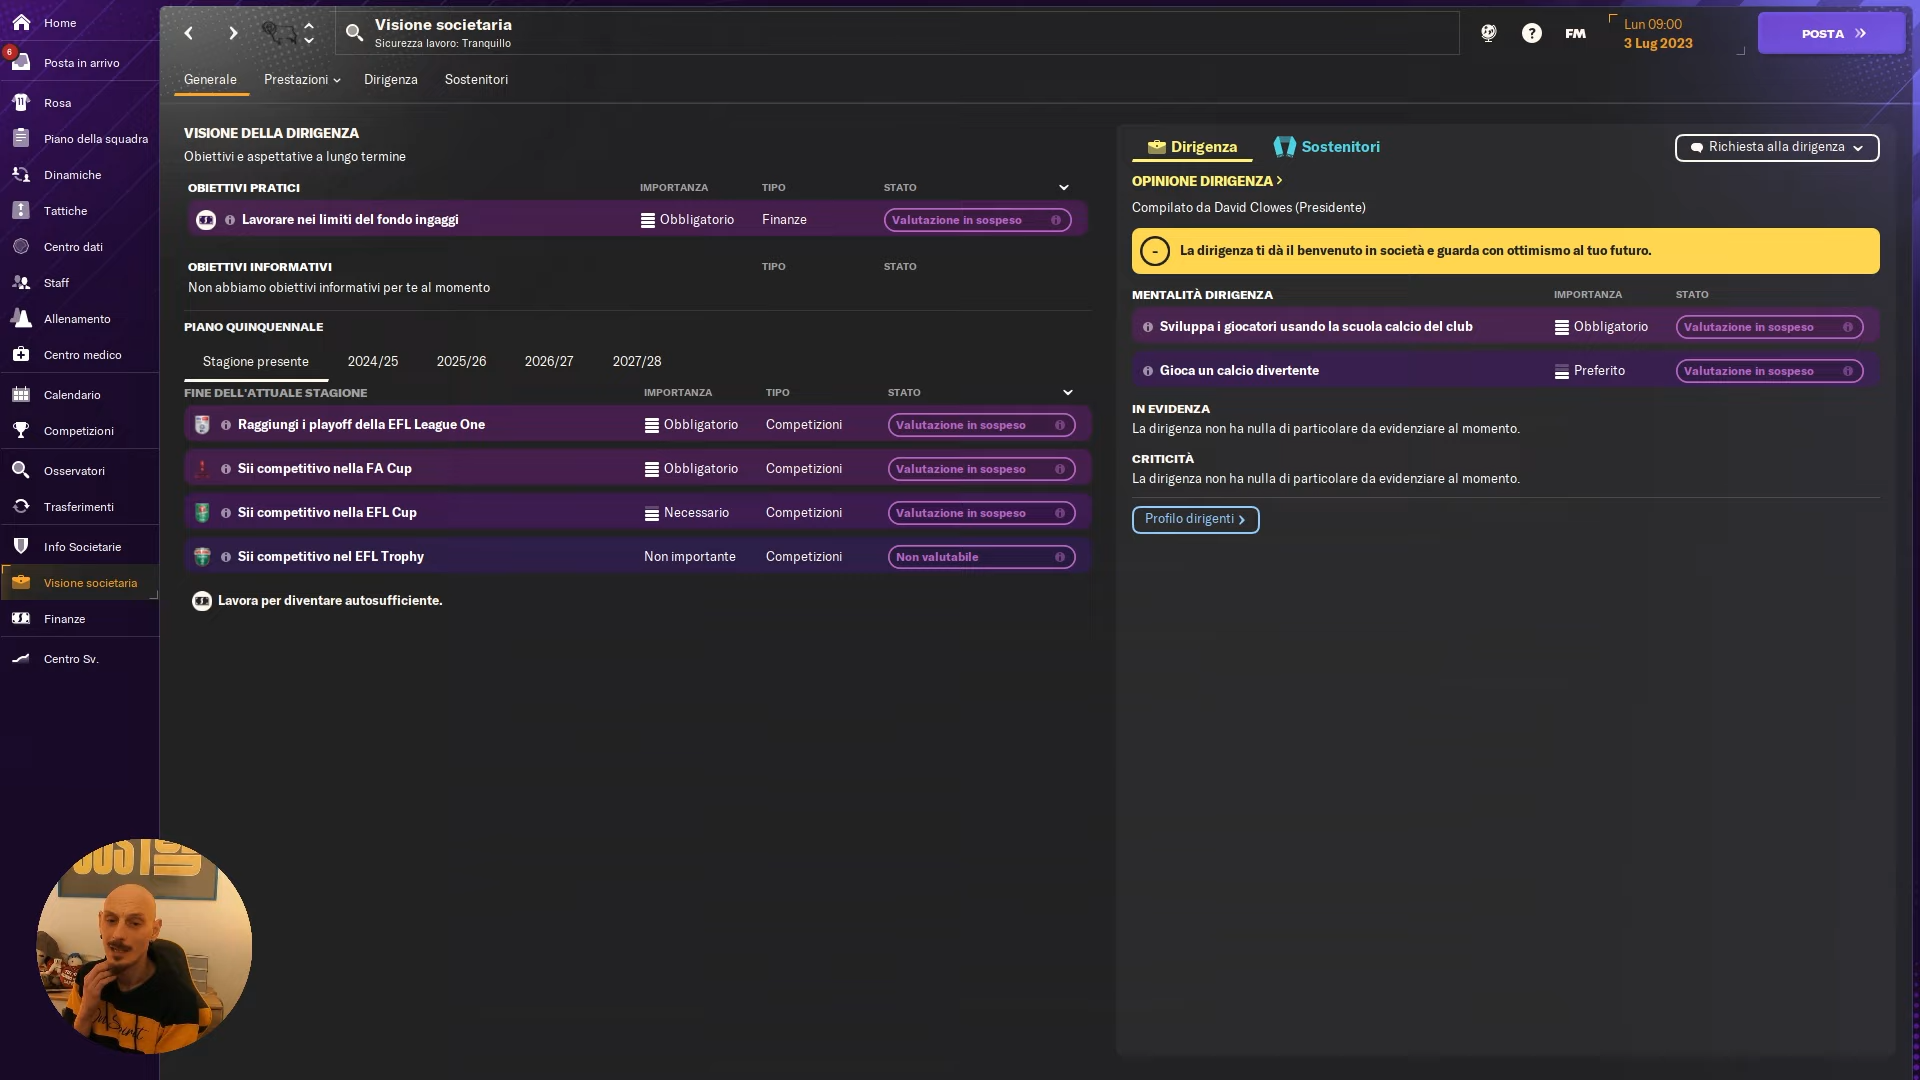 Home
6
Posta in arrivo
Rosa
Piano della squadra
Dinamiche
Tattiche
Centro dati
Staff
Allenamento
Centro medico
Calendario
Competizioni
Osservatori
Trasferimenti
Info Societarie
Visione societaria
Finanze
Centro Sv.
Visione societaria
Sicurezza lavoro: Tranquillo
?
FM
Lun 09:00
3 Lug 2023
POSTA
Generale
Prestazioni
Dirigenza
Sostenitori
VISIONE DELLA DIRIGENZA
Obiettivi e aspettative a lungo termine
OBIETTIVI PRATICI IMPORTANZA TIPO STATO
Lavorare nei limiti del fondo ingaggi Obbligatorio Finanze Valutazione in sospeso
OBIETTIVI INFORMATIVI TIPO STATO
Non abbiamo obiettivi informativi per te al momento
PIANO QUINQUENNALE
Stagione presente 2024/25 2025/26 2026/27 2027/28
FINE DELL'ATTUALE STAGIONE IMPORTANZA TIPO STATO
Raggiungi i playoff della EFL League One Obbligatorio Competizioni Valutazione in sospeso
Sii competitivo nella FA Cup Obbligatorio Competizioni Valutazione in sospeso
Sii competitivo nella EFL Cup Necessario Competizioni Valutazione in sospeso
Sii competitivo nel EFL Trophy Non importante Competizioni Non valutabile
Lavora per diventare autosufficiente.
Dirigenza Sostenitori Richiesta alla dirigenza
OPINIONE DIRIGENZA
Compilato da David Clowes (Presidente)
- La dirigenza ti dà il benvenuto in società e guarda con ottimismo al tuo futuro.
MENTALITÀ DIRIGENZA IMPORTANZA STATO
Sviluppa i giocatori usando la scuola calcio del club Obbligatorio Valutazione in sospeso
Gioca un calcio divertente Preferito Valutazione in sospeso
IN EVIDENZA
La dirigenza non ha nulla di particolare da evidenziare al momento.
CRITICITÀ
La dirigenza non ha nulla di particolare da evidenziare al momento.
Profilo dirigenti